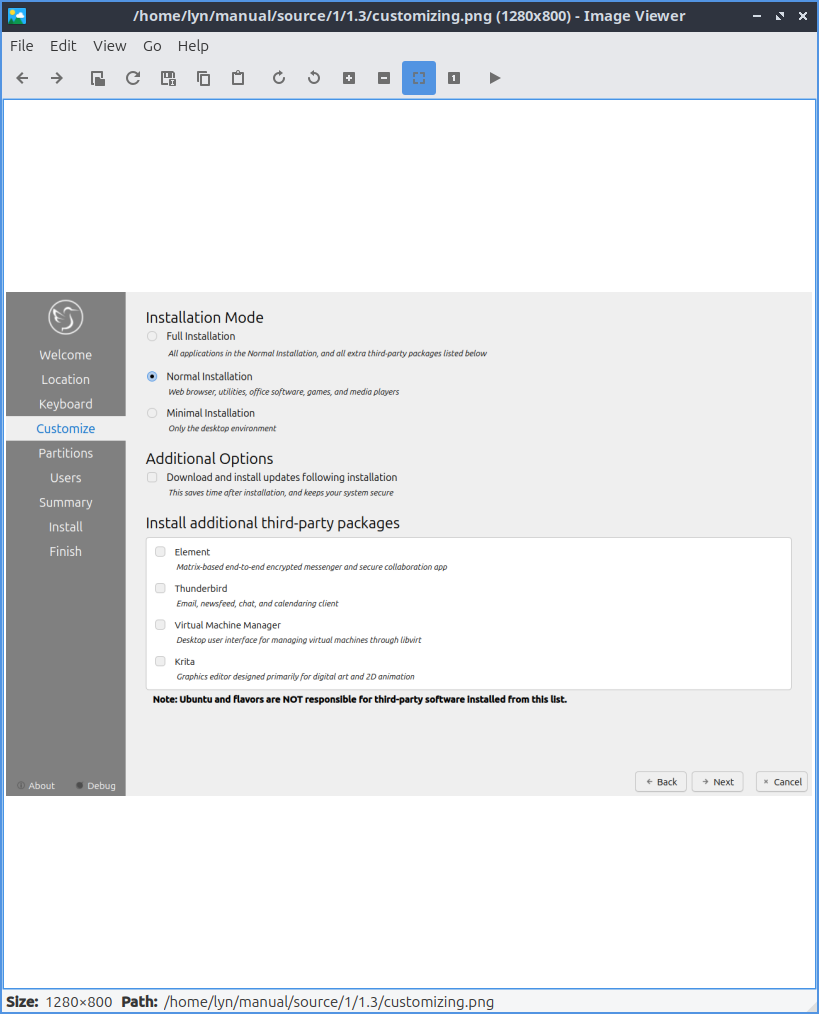 /home/lyn/manual/source/1/1.3/customizing.png (1280x800) - Image Viewer
File Edit View Go Help
1
Welcome
Location
Keyboard
Customize
Partitions
Users
Summary
Install
Finish
About Debug
Installation Mode
Full Installation
All applications in the Normal Installation, and all extra third-party packages listed below
Normal Installation
Web browser, utilities, office software, games, and media players
Minimal Installation
Only the desktop environment
Additional Options
Download and install updates following installation
This saves time after installation, and keeps your system secure
Install additional third-party packages
Element
Matrix-based end-to-end encrypted messenger and secure collaboration app
Thunderbird
Email, newsfeed, chat, and calendaring client
Virtual Machine Manager
Desktop user interface for managing virtual machines through libvirt
Krita
Graphics editor designed primarily for digital art and 2D animation
Note: Ubuntu and flavors are NOT responsible for third-party software installed from this list.
Back Next Cancel
Size: 1280×800 Path: /home/lyn/manual/source/1/1.3/customizing.png